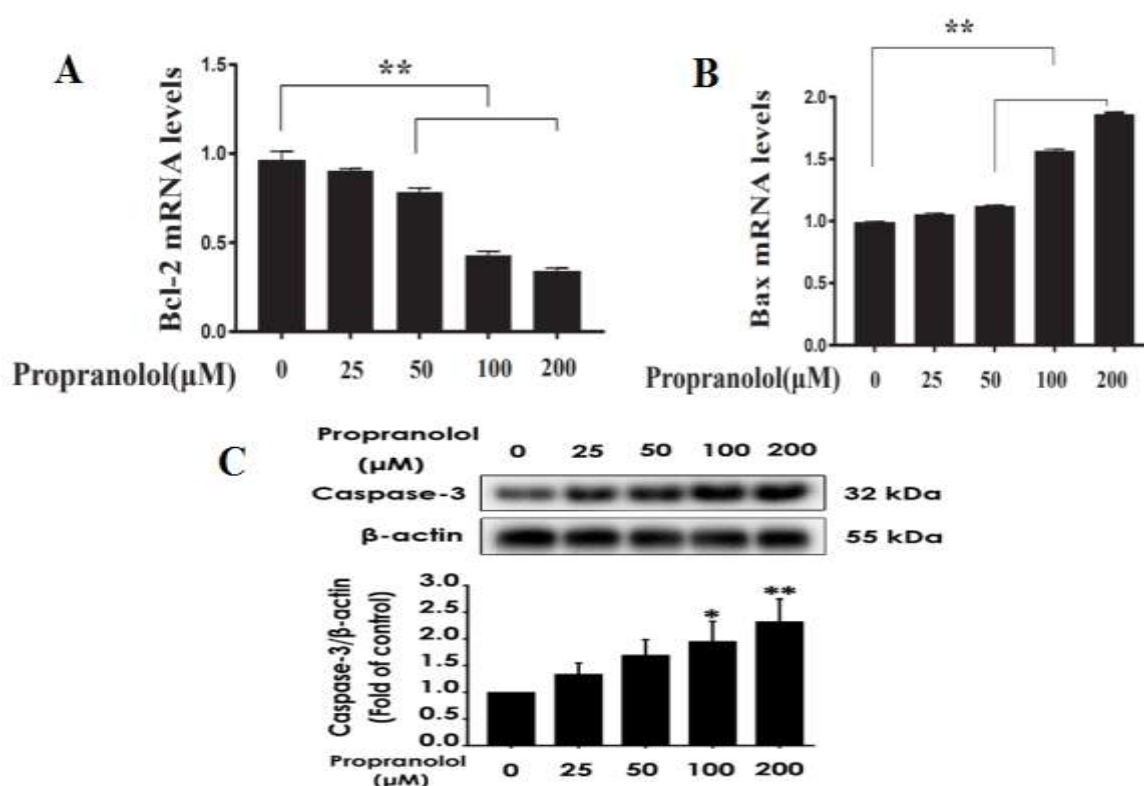 A
Bcl-2 mRNA levels
1.5
1.0
0.5
0.0
**
Propranolol(µM) 0 25 50 100 200
B
Bax mRNA levels
2.0
1.5
1.0
0.5
0.0
**
Propranolol(µM) 0 25 50 100 200
C
Propranolol
(µM) 0 25 50 100 200
Caspase-3 32 kDa
β-actin 55 kDa
Caspase-3/β-actin
(Fold of control)
3.0
2.5
2.0
1.5
1.0
0.5
0.0
*
**
Propranolol
(µM) 0 25 50 100 200